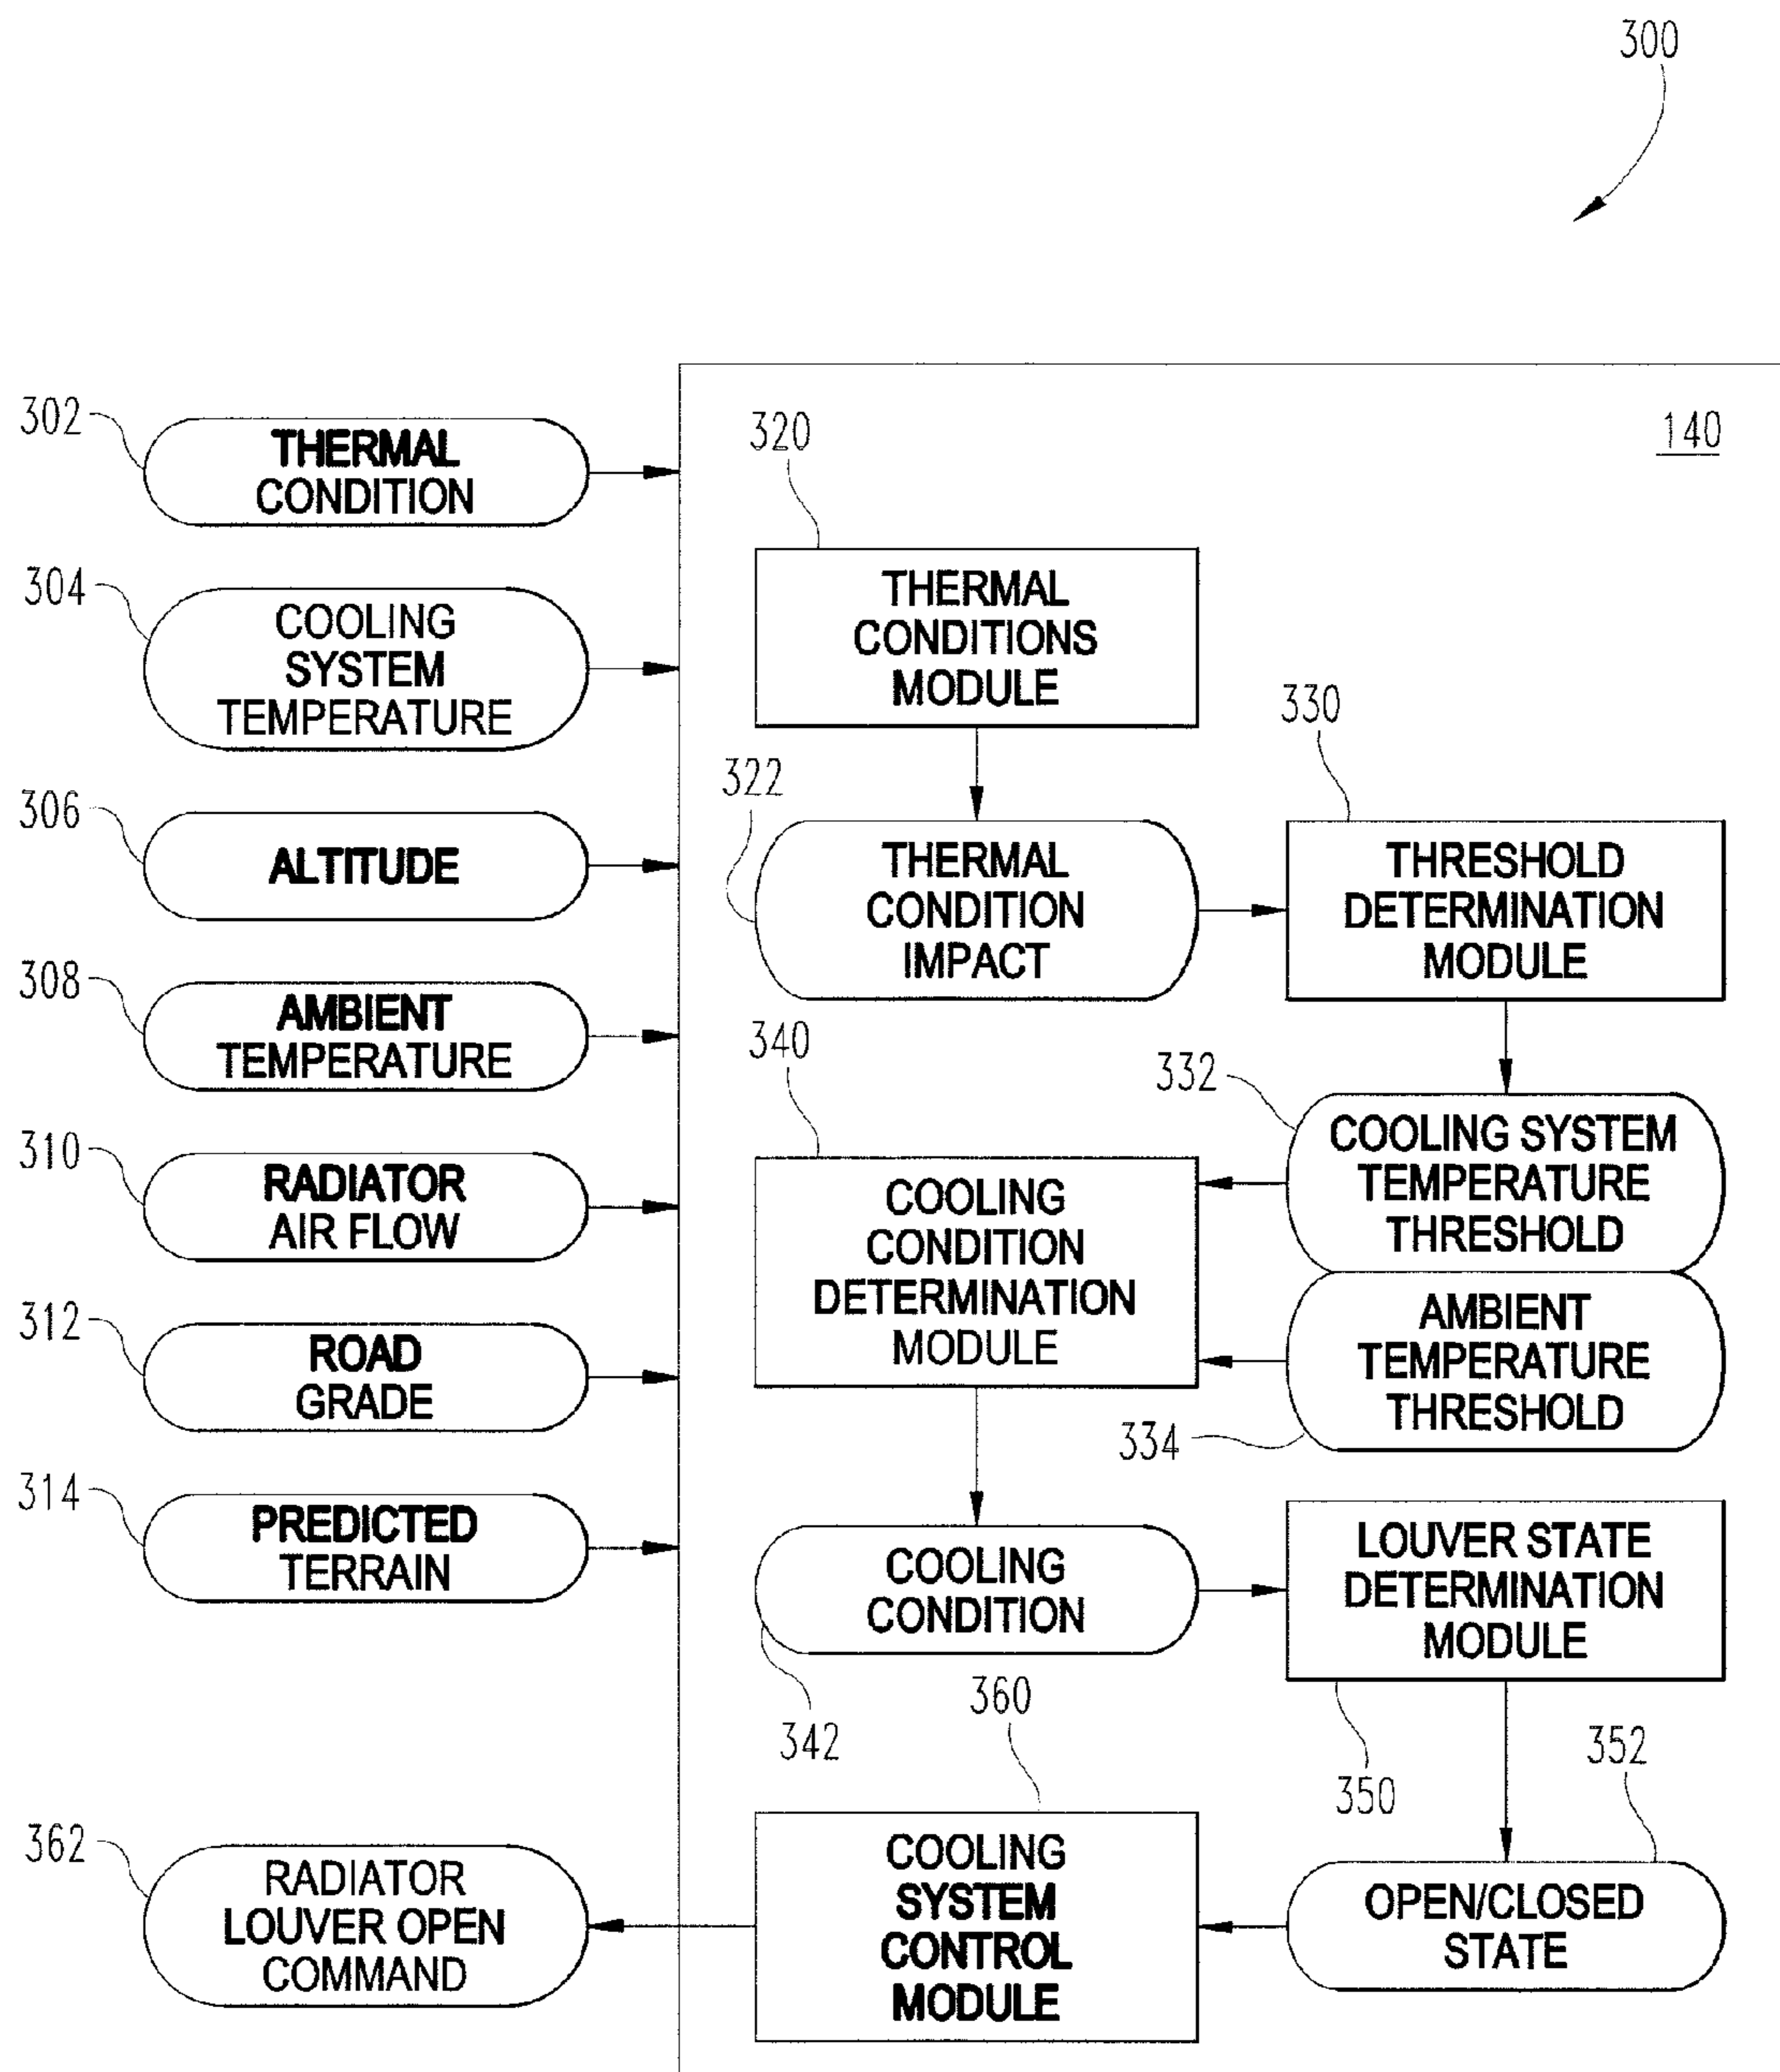 300
302
THERMAL
CONDITION
304
COOLING
SYSTEM
TEMPERATURE
306
ALTITUDE
308
AMBIENT
TEMPERATURE
310
RADIATOR
AIR FLOW
312
ROAD
GRADE
314
PREDICTED
TERRAIN
362
RADIATOR
LOUVER OPEN
COMMAND
140
320
THERMAL
CONDITIONS
MODULE
322
THERMAL
CONDITION
IMPACT
330
THRESHOLD
DETERMINATION
MODULE
332
COOLING SYSTEM
TEMPERATURE
THRESHOLD
AMBIENT
TEMPERATURE
THRESHOLD
334
340
COOLING
CONDITION
DETERMINATION
MODULE
COOLING
CONDITION
342
LOUVER STATE
DETERMINATION
MODULE
350
352
OPEN/CLOSED
STATE
360
COOLING
SYSTEM
CONTROL
MODULE